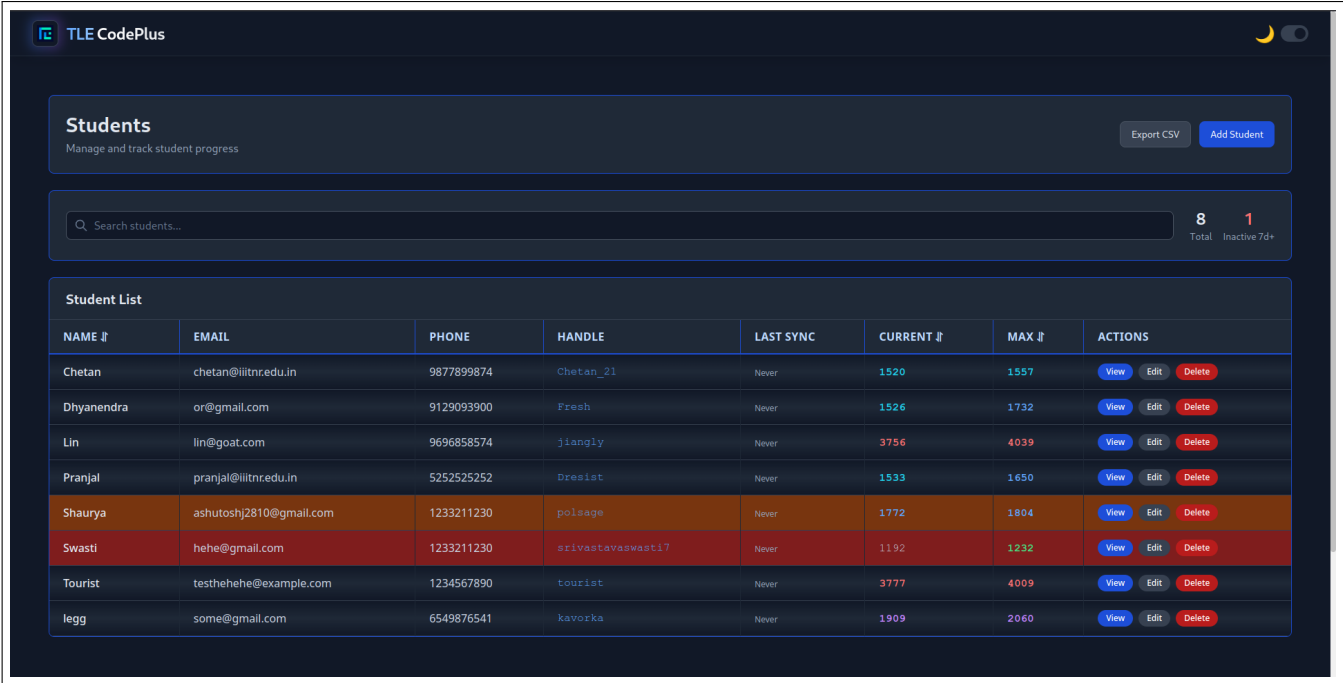 TLE CodePlus
Students
Manage and track student progress
Export CSV Add Student
Search students...
8 1
Total Inactive 7d+
Student List
NAME EMAIL PHONE HANDLE LAST SYNC CURRENT MAX ACTIONS
Chetan chetan@iiitnr.edu.in 9877899874 Chetan_21 Never 1520 1557 View Edit Delete
Dhyanendra or@gmail.com 9129093900 Fresh Never 1526 1732 View Edit Delete
Lin lin@goat.com 9696858574 jiangly Never 3756 4039 View Edit Delete
Pranjal pranjal@iiitnr.edu.in 5252525252 Dresist Never 1533 1650 View Edit Delete
Shaurya ashutoshj2810@gmail.com 1233211230 polsage Never 1772 1804 View Edit Delete
Swasti hehe@gmail.com 1233211230 srivastavaswasti7 Never 1192 1232 View Edit Delete
Tourist testhehehe@example.com 1234567890 tourist Never 3777 4009 View Edit Delete
legg some@gmail.com 6549876541 kavorka Never 1909 2060 View Edit Delete